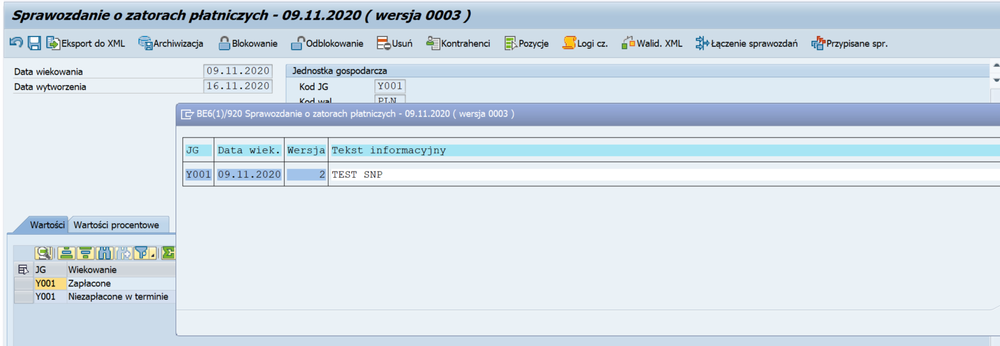 Sprawozdanie o zatorach płatniczych - 09.11.2020 ( wersja 0003 )
Eksport do XML Archiwizacja Blokowanie Odblokowanie Usuń Kontrahenci Pozycje Logi cz. Walid. XML Łączenie sprawozdań Przypisane spr.
Data wiekowania 09.11.2020
Data wytworzenia 16.11.2020
Jednostka gospodarcza
Kod JG Y001
Kod wal PLN
BE6(1)/920 Sprawozdanie o zatorach płatniczych - 09.11.2020 ( wersja 0003 )
JG Data wiek. Wersja Tekst informacyjny
Y001 09.11.2020 2 TEST SNP
Wartości Wartości procentowe
JG Wiekowanie
Y001 Zapłacone
Y001 Niezapłacone w terminie